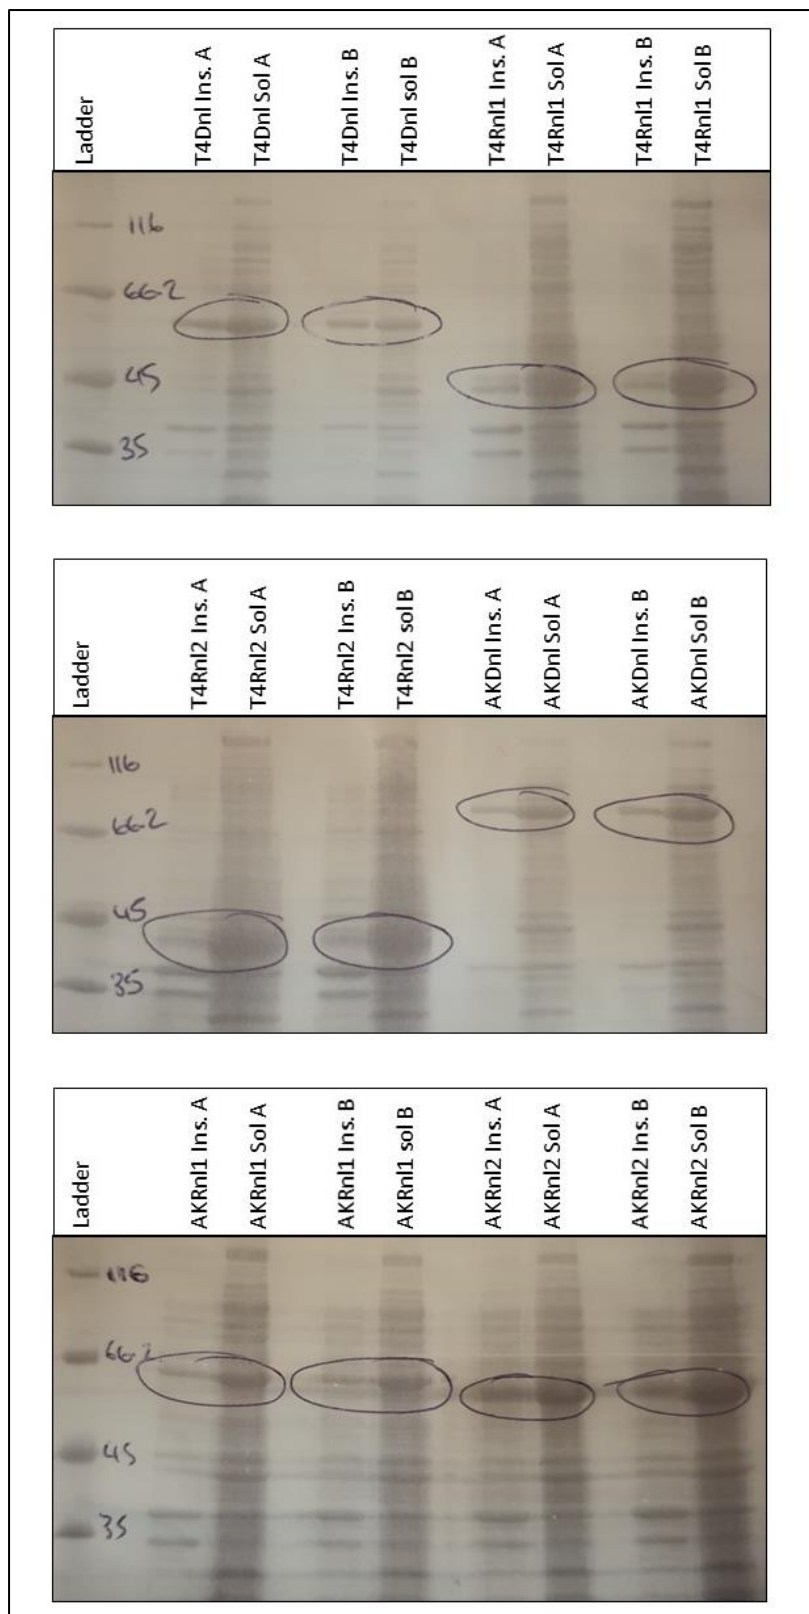 Ladder
T4Dnl Ins. A
T4Dnl Sol A
T4Dnl Ins. B
T4Dnl sol B
T4Rnl1 Ins. A
T4Rnl1 Sol A
T4Rnl1 Ins. B
T4Rnl1 Sol B
116
66.2
45
35
Ladder
T4Rnl2 Ins. A
T4Rnl2 Sol A
T4Rnl2 Ins. B
T4Rnl2 sol B
AKDnl Ins. A
AKDnl Sol A
AKDnl Ins. B
AKDnl Sol B
116
66.2
45
35
Ladder
AKRnl1 Ins. A
AKRnl1 Sol A
AKRnl1 Ins. B
AKRnl1 sol B
AKRnl2 Ins. A
AKRnl2 Sol A
AKRnl2 Ins. B
AKRnl2 Sol B
116
66.2
45
35